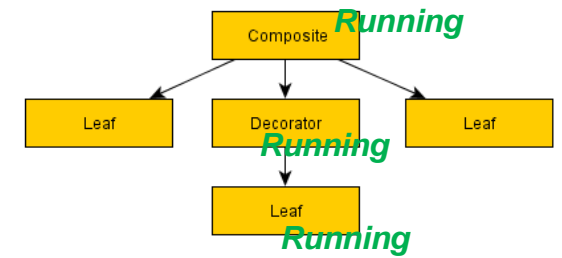 Running
Composite
Leaf
Decorator
Leaf
Running
Leaf
Running